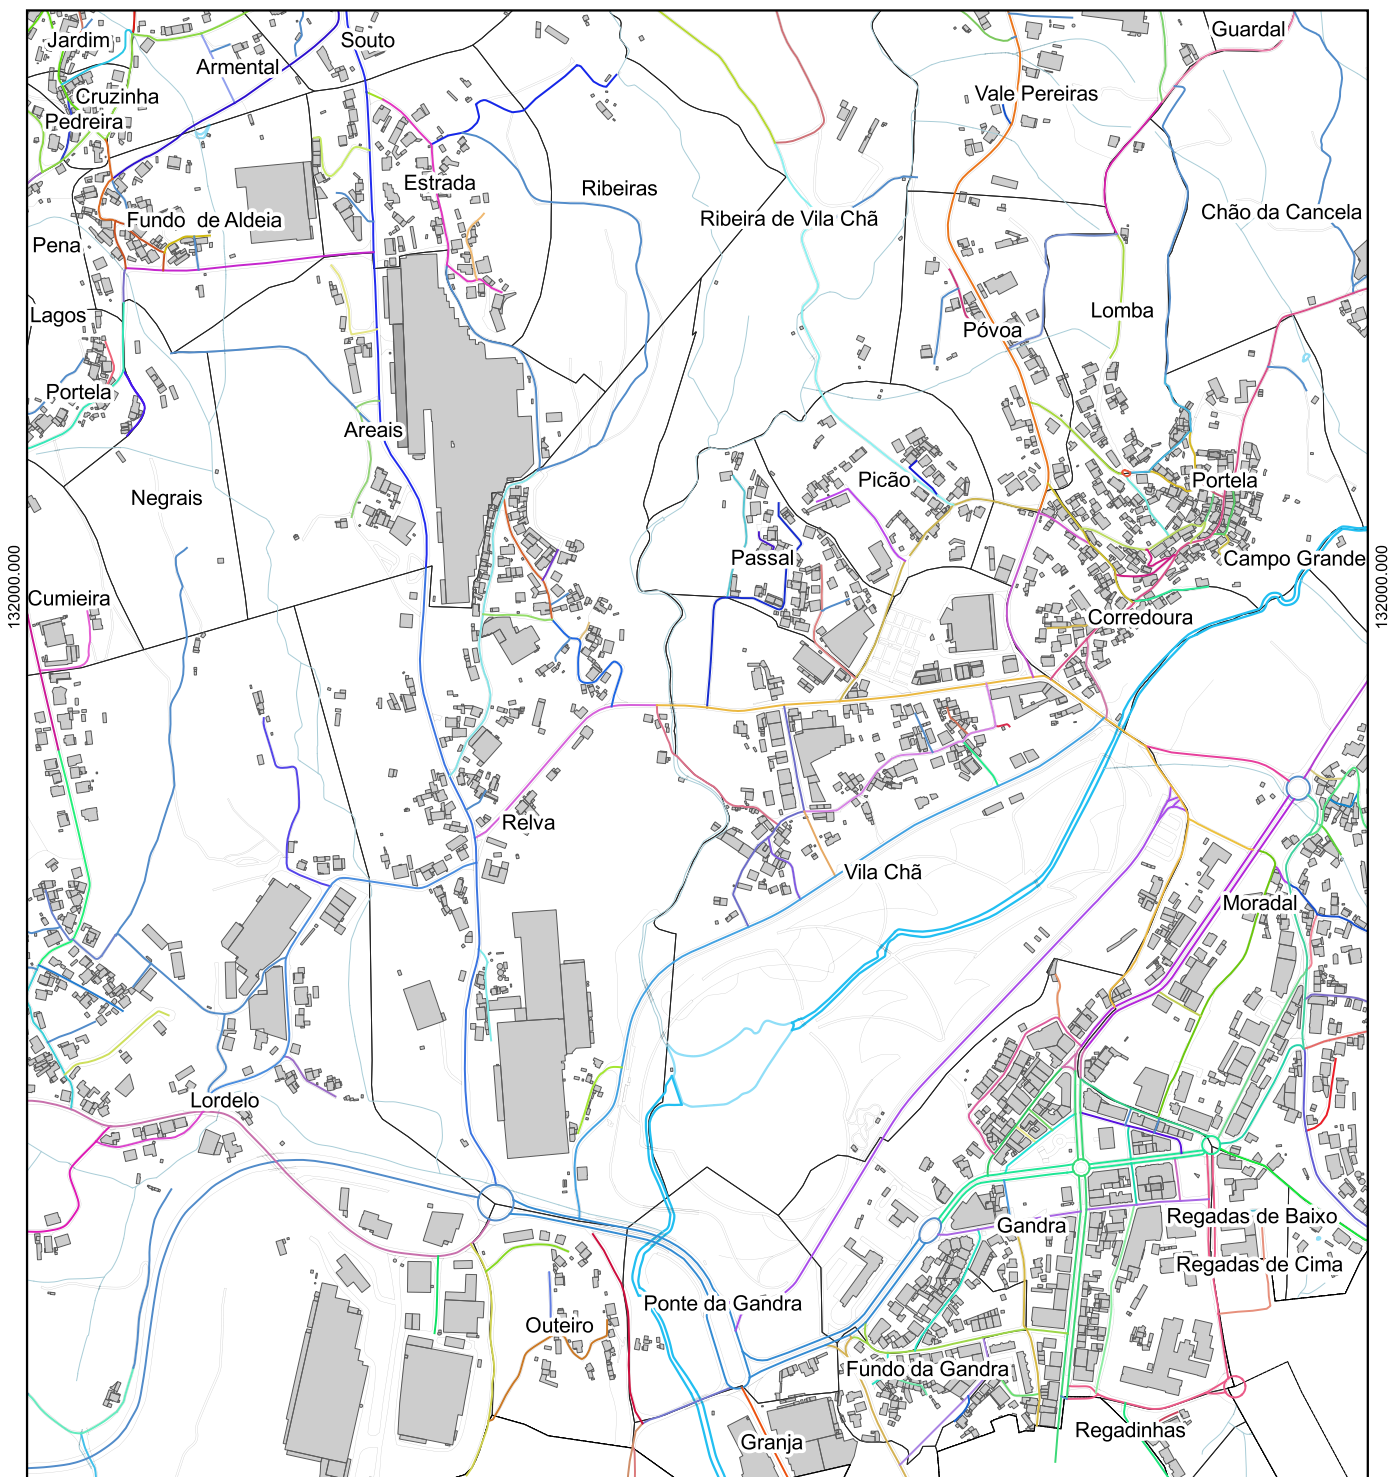 Jardim
Souto
Guardal
Armental
Cruzinha
Vale Pereiras
Pedreira
Estrada
Ribeiras
Fundo de Aldeia
Ribeira de Vila Chã
Chão da Cancela
Pena
Lagos
Póvoa
Lomba
Portela
Areais
Picão
Portela
Negrais
Passal
Campo Grande
132000.000
132000.000
Cumieira
Corredoura
Relva
Vila Chã
Moradal
Lordelo
Gandra
Regadas de Baixo
Regadas de Cima
Ponte da Gandra
Outeiro
Fundo da Gandra
Granja
Regadinhas